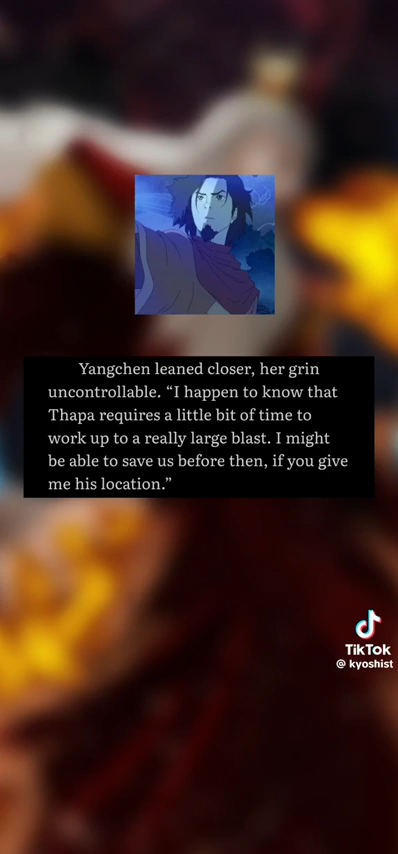 Yangchen leaned closer, her grin
uncontrollable. “I happen to know that
Thapa requires a little bit of time to
work up to a really large blast. I might
be able to save us before then, if you give
me his location.”
TikTok
@ kyoshist